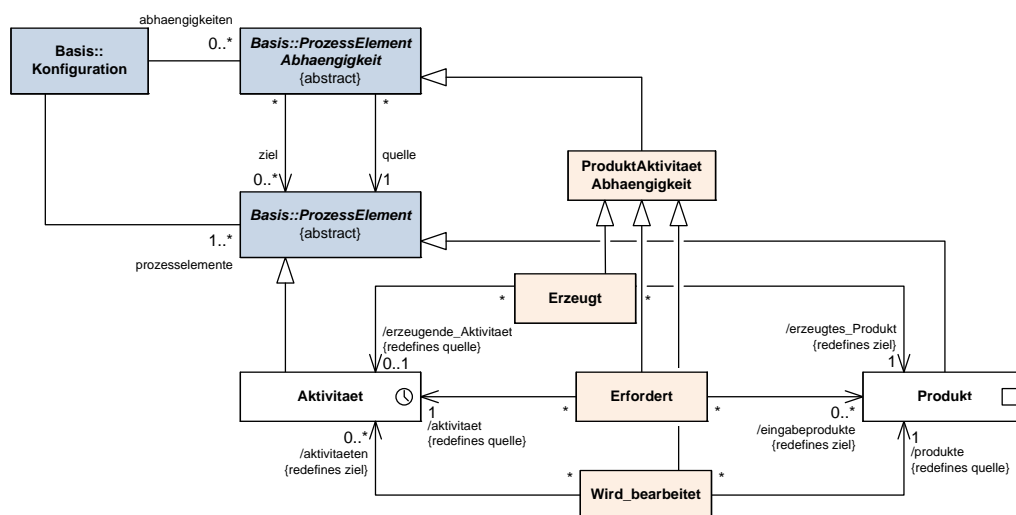 abhaengigkeiten
0..*
Basis::
Konfiguration
Basis::ProzessElement
Abhaengigkeit
{abstract}
*
*
ziel
quelle
0..*
1
ProduktAktivitaet
Abhaengigkeit
Basis::ProzessElement
{abstract}
1..*
prozesselemente
*
Erzeugt
*
/erzeugende_Aktivitaet
{redefines quelle}
0..1
/erzeugtes_Produkt
{redefines ziel}
1
Aktivitaet
Erfordert
Produkt
1
*
*
0..*
/aktivitaet
{redefines quelle}
/eingabeprodukte
{redefines ziel}
0..*
/aktivitaeten
{redefines ziel}
1
/produkte
{redefines quelle}
*
Wird_bearbeitet
*